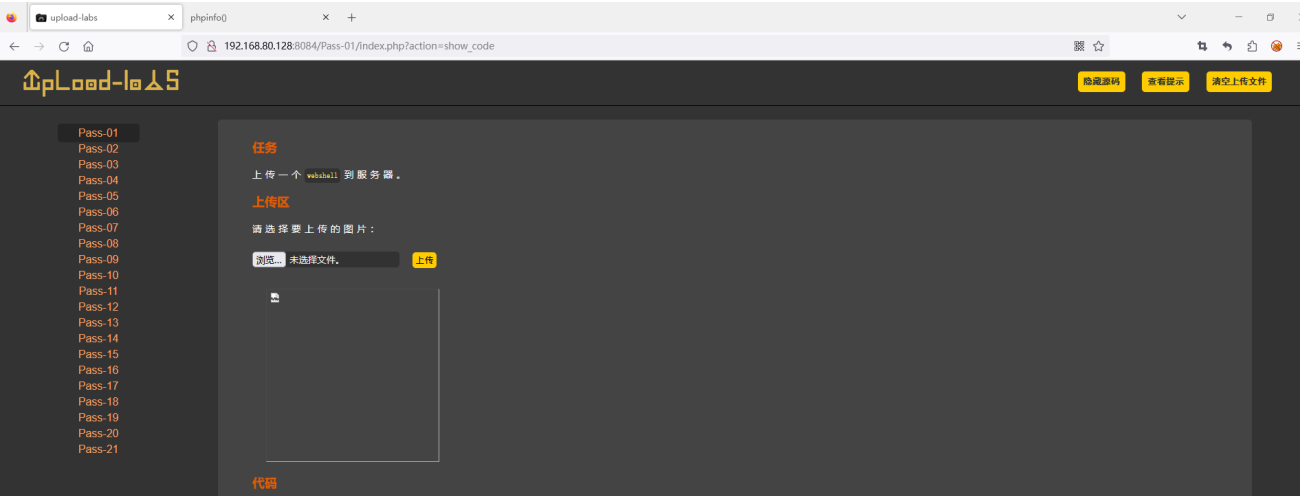 upload-labs
phpinfo()
192.168.80.128:8084/Pass-01/index.php?action=show_code
UpLoad-labS
隐藏源码 查看提示 清空上传文件
Pass-01
Pass-02
Pass-03
Pass-04
Pass-05
Pass-06
Pass-07
Pass-08
Pass-09
Pass-10
Pass-11
Pass-12
Pass-13
Pass-14
Pass-15
Pass-16
Pass-17
Pass-18
Pass-19
Pass-20
Pass-21
任务
上传一个 webshell 到服务器。
上传区
请选择要上传的图片：
浏览... 未选择文件。 上传
代码